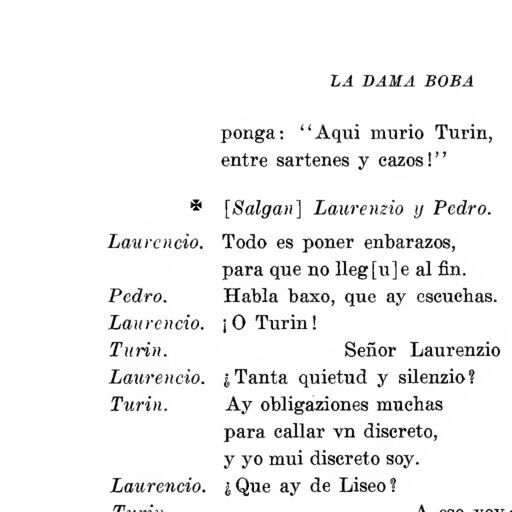 LA DAMA BOBA
ponga: “Aqui murio Turin,
entre sartenes y cazos!”
✠ [Salgan] Laurenzio y Pedro.
Laurencio. Todo es poner enbarazos,
para que no lleg[u]e al fin.
Pedro. Habla baxo, que ay escuchas.
Laurencio. ¡O Turin!
Turin. Señor Laurenzio
Laurencio. ¿Tanta quietud y silenzio?
Turin. Ay obligaziones muchas
para callar vn discreto,
y yo mui discreto soy.
Laurencio. ¿Que ay de Liseo?
Turin. A eso